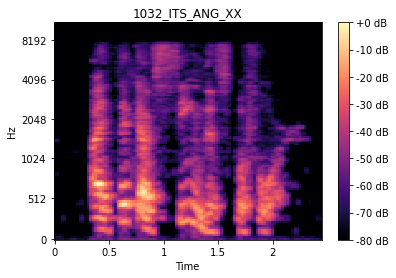 1032_ITS_ANG_XX
+0 dB
8192
-10 dB
4096
-20 dB
-30 dB
2048
Hz
-40 dB
1024
-50 dB
512
-60 dB
-70 dB
0
-80 dB
0 0.5 1 1.5 2
Time